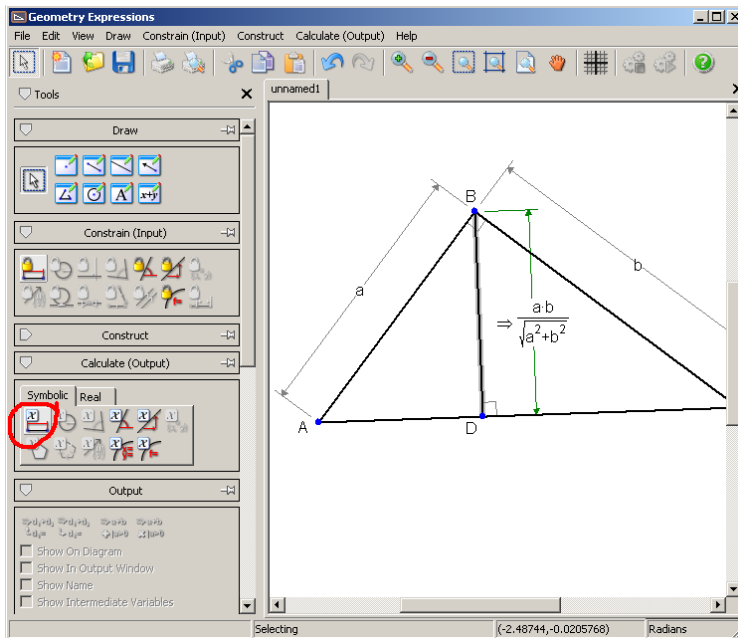 Geometry Expressions
File Edit View Draw Constrain (Input) Construct Calculate (Output) Help
Tools
unnamed1
Draw
A x+y
Constrain (Input)
Construct
Calculate (Output)
Symbolic Real
Output
Show On Diagram
Show In Output Window
Show Name
Show Intermediate Variables
B
a
b
⇒ a·b
√a²+b²
A
D
Selecting
(-2.48744,-0.0205768)
Radians